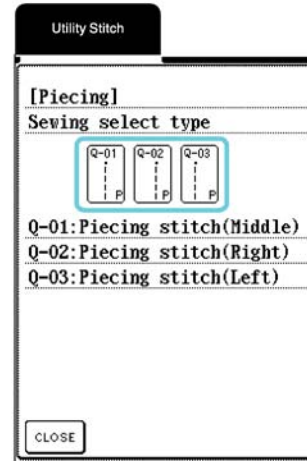 Utility Stitch
[Piecing]
Sewing select type
Q-01 Q-02 Q-03
P P P
Q-01:Piecing stitch(Middle)
Q-02:Piecing stitch(Right)
Q-03:Piecing stitch(Left)
CLOSE